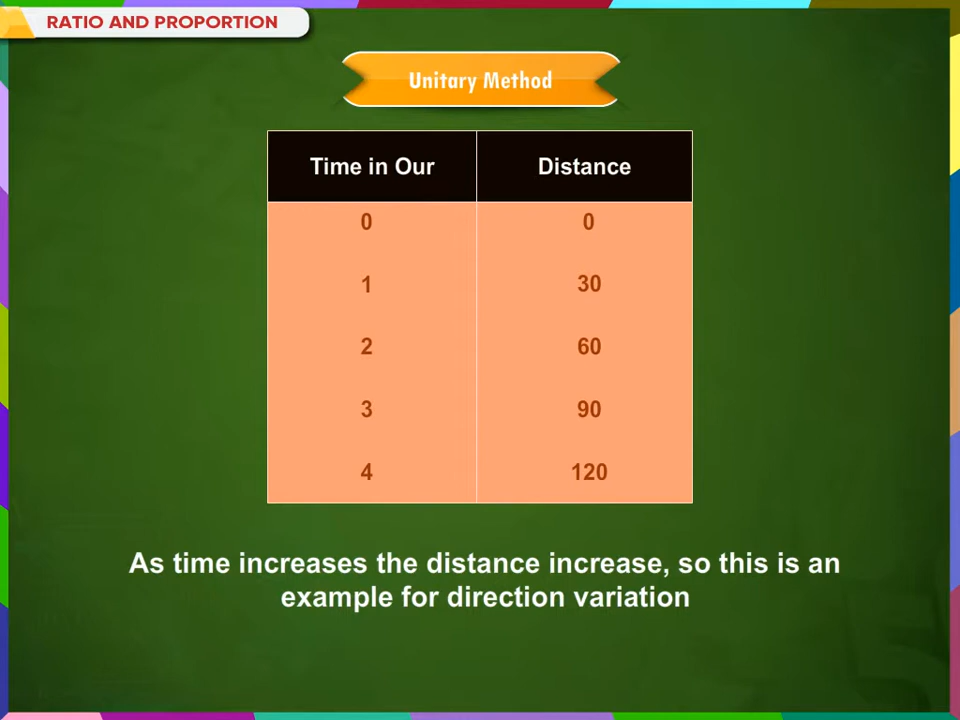 RATIO AND PROPORTION
Unitary Method
Time in Our Distance
0 0
1 30
2 60
3 90
4 120
As time increases the distance increase, so this is an
example for direction variation